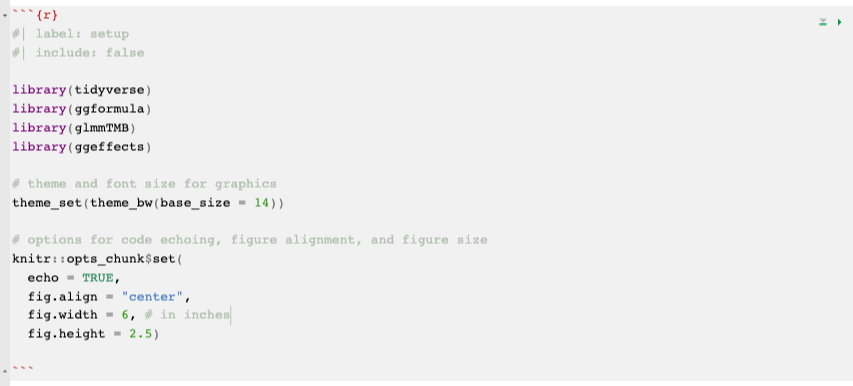 ```{r}
#| label: setup
#| include: false
library(tidyverse)
library(ggformula)
library(glmmTMB)
library(ggeffects)
# theme and font size for graphics
theme_set(theme_bw(base_size = 14))
# options for code echoing, figure alignment, and figure size
knitr::opts_chunk$set(
  echo = TRUE,
  fig.align = "center",
  fig.width = 6, # in inches
  fig.height = 2.5)
```